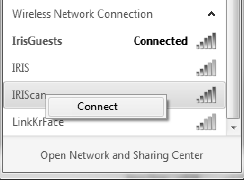 Wireless Network Connection
IrisGuests Connected
IRIS
IRIScan
Connect
LinkKrFace
Open Network and Sharing Center